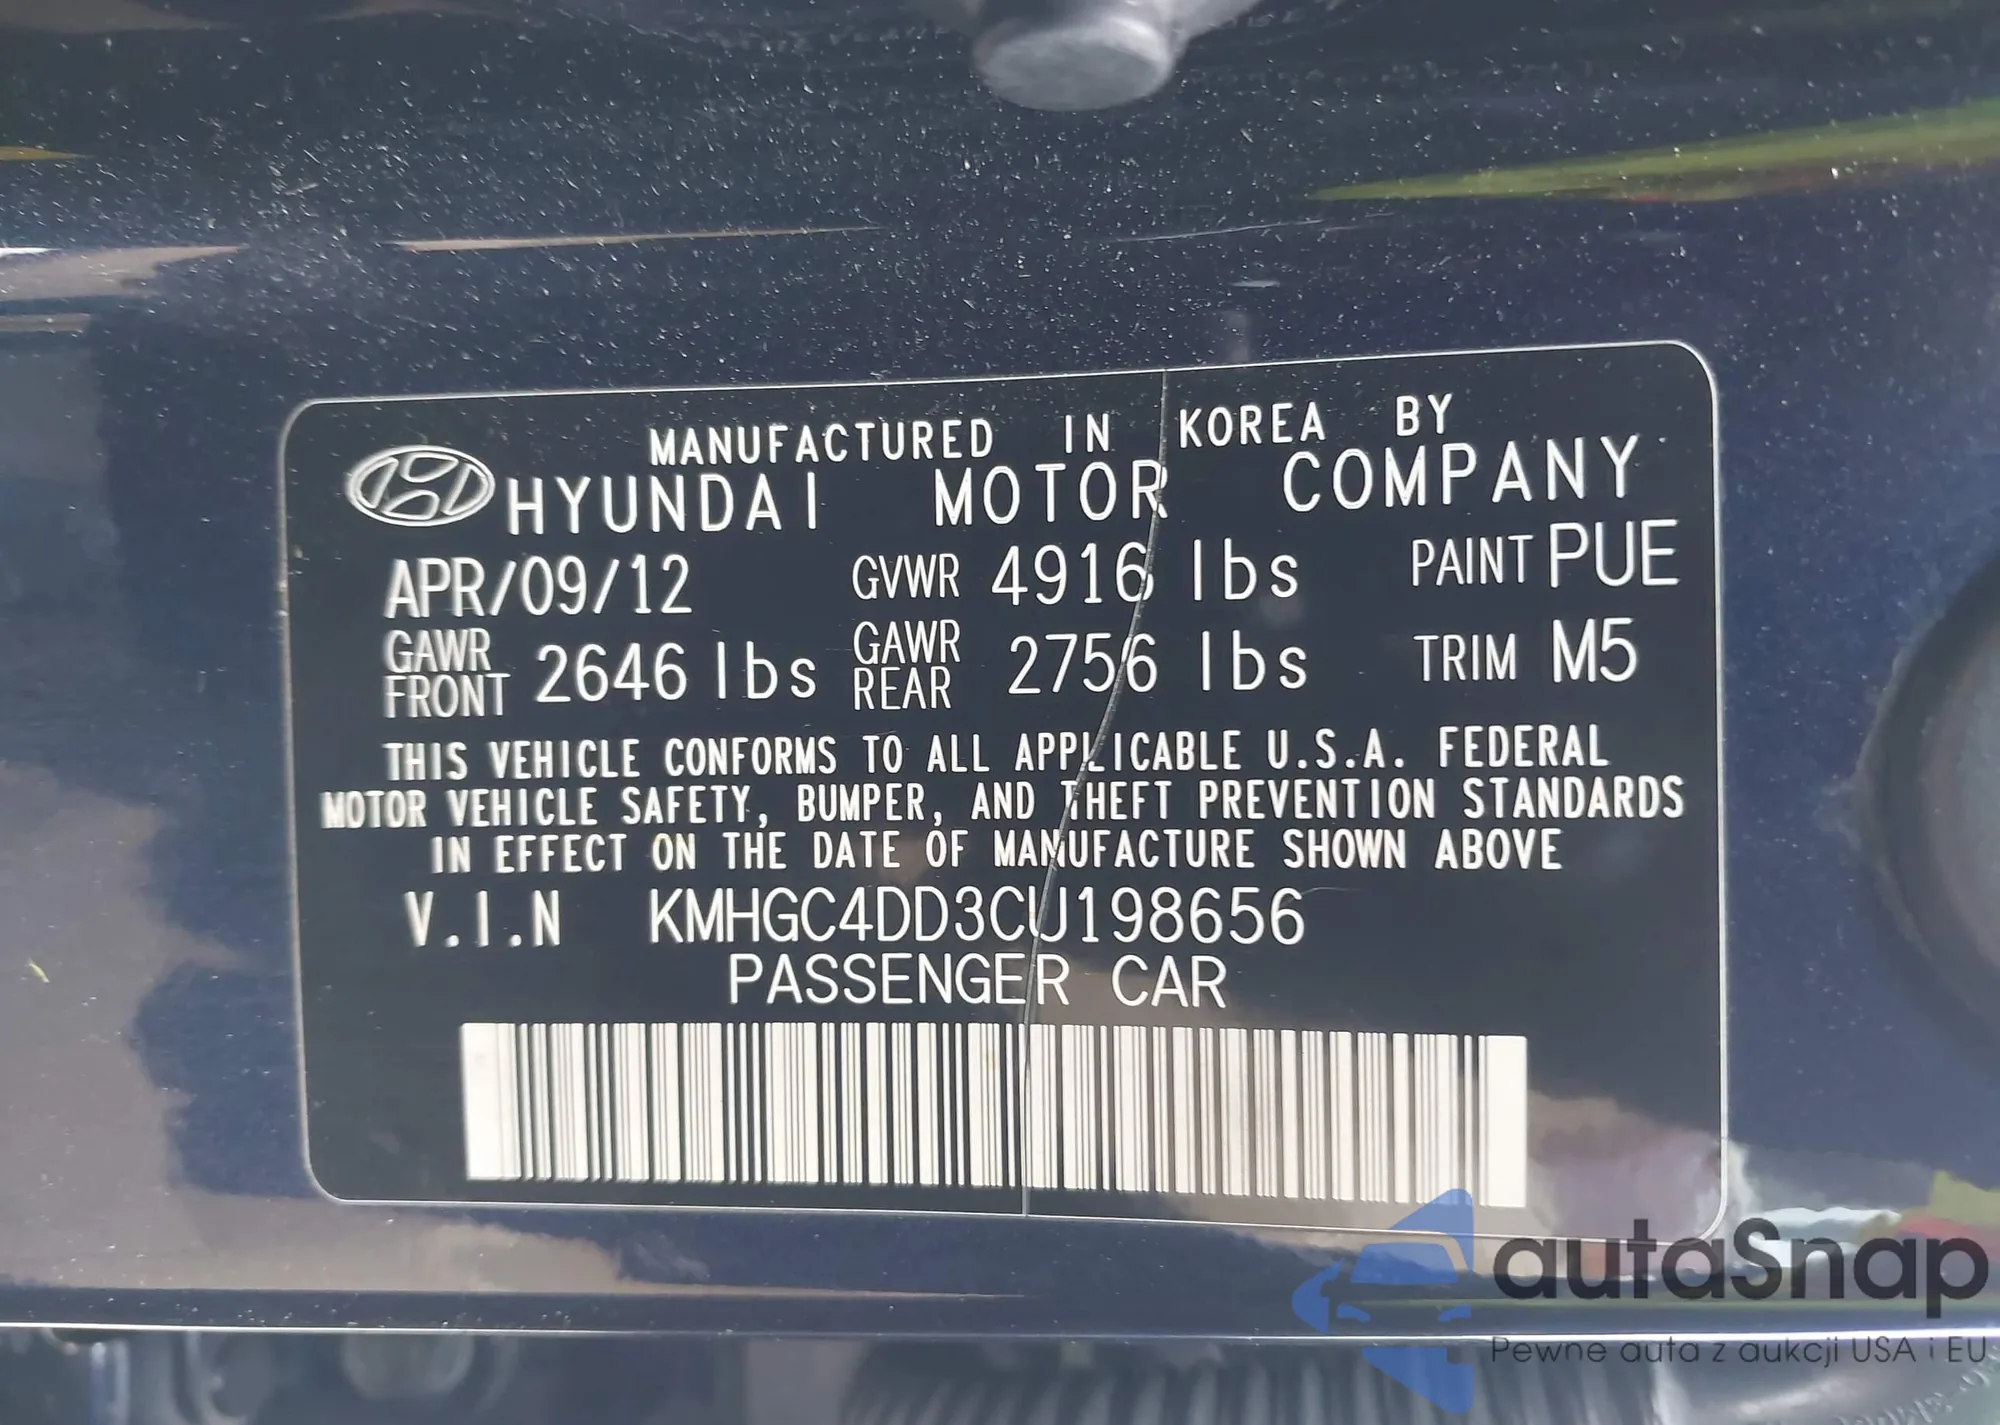 MANUFACTURED IN KOREA BY
HYUNDAI MOTOR COMPANY
APR/09/12 GVWR 4916 lbs PAINT PUE
GAWR FRONT 2646 lbs GAWR REAR 2756 lbs TRIM M5
THIS VEHICLE CONFORMS TO ALL APPLICABLE U.S.A. FEDERAL
MOTOR VEHICLE SAFETY, BUMPER, AND THEFT PREVENTION STANDARDS
IN EFFECT ON THE DATE OF MANUFACTURE SHOWN ABOVE
V.I.N KMHGC4DD3CU198656
PASSENGER CAR
autaSnap
Pewne auta z aukcji USA i EU